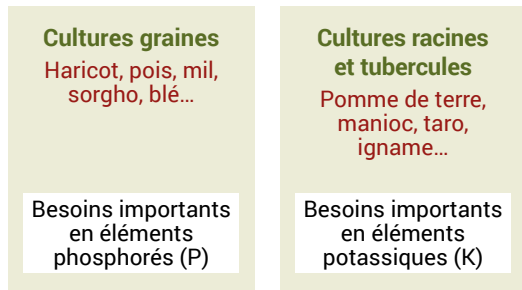 Cultures graines
Haricot, pois, mil,
sorgho, blé…
Besoins importants
en éléments
phosphorés (P)
Cultures racines
et tubercules
Pomme de terre,
manioc, taro,
igname…
Besoins importants
en éléments
potassiques (K)